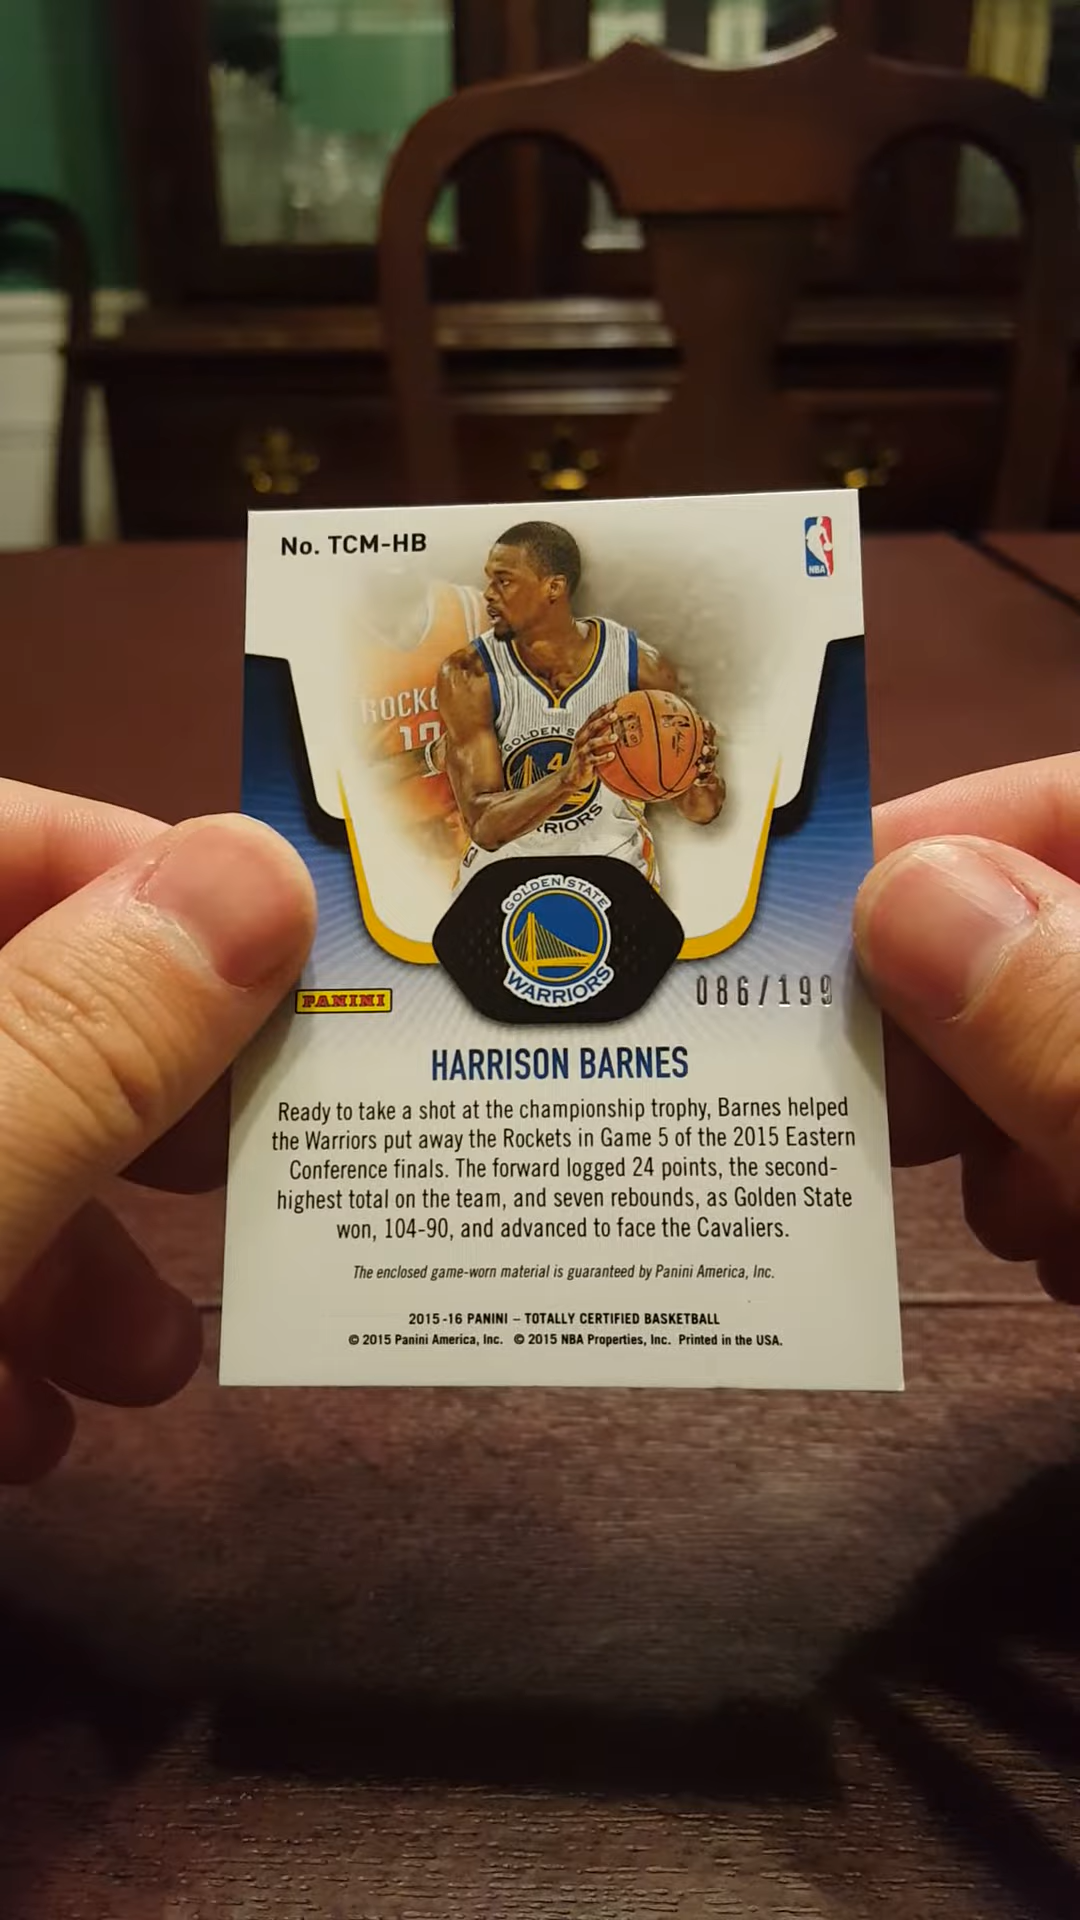 No. TCM-HB
NBA
ROCKE
GOLDEN S
4
RIORS
GOLDEN STATE
WARRIORS
PANINI
086/199
HARRISON BARNES
Ready to take a shot at the championship trophy, Barnes helped
the Warriors put away the Rockets in Game 5 of the 2015 Eastern
Conference finals. The forward logged 24 points, the second-
highest total on the team, and seven rebounds, as Golden State
won, 104-90, and advanced to face the Cavaliers.
The enclosed game-worn material is guaranteed by Panini America, Inc.
2015-16 PANINI – TOTALLY CERTIFIED BASKETBALL
© 2015 Panini America, Inc. © 2015 NBA Properties, Inc. Printed in the USA.